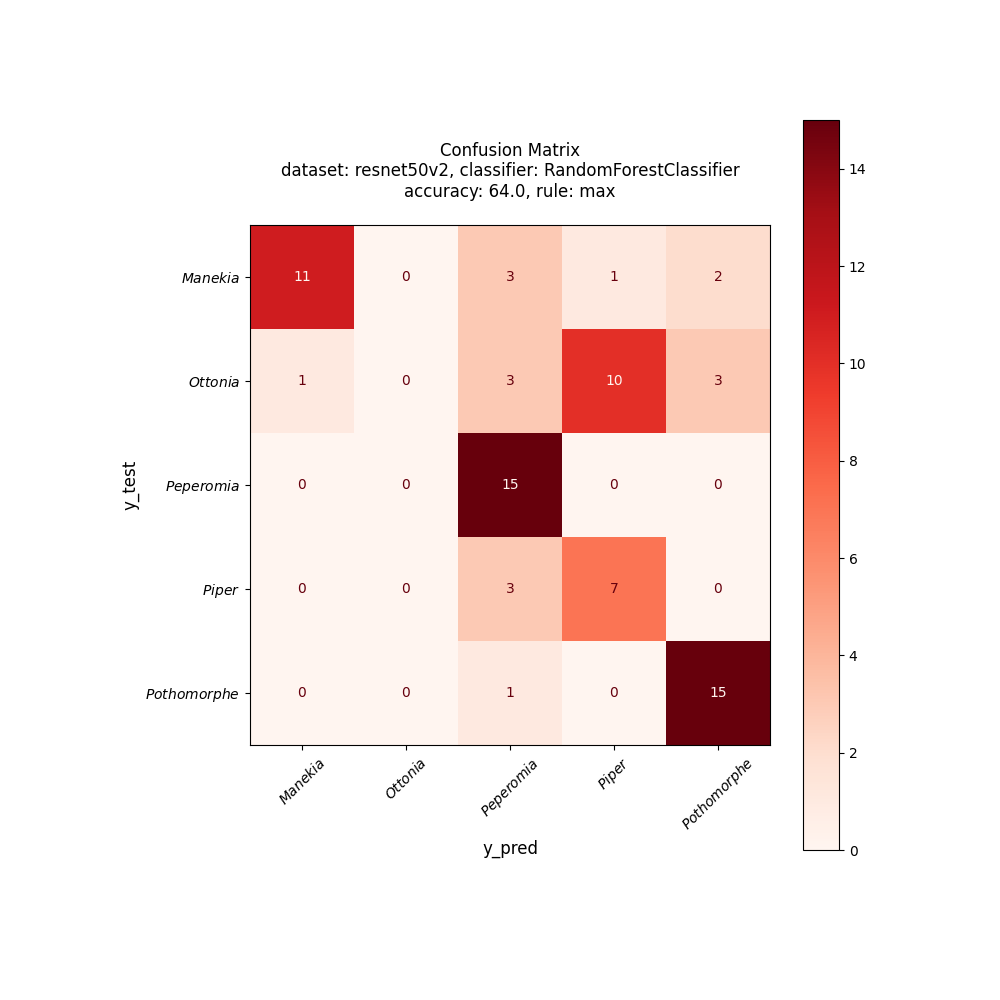 Confusion Matrix
dataset: resnet50v2, classifier: RandomForestClassifier
accuracy: 64.0, rule: max
y_test
Manekia 11 0 3 1 2
Ottonia 1 0 3 10 3
Peperomia 0 0 15 0 0
Piper 0 0 3 7 0
Pothomorphe 0 0 1 0 15
Manekia Ottonia Peperomia Piper Pothomorphe
y_pred
14
12
10
8
6
4
2
0